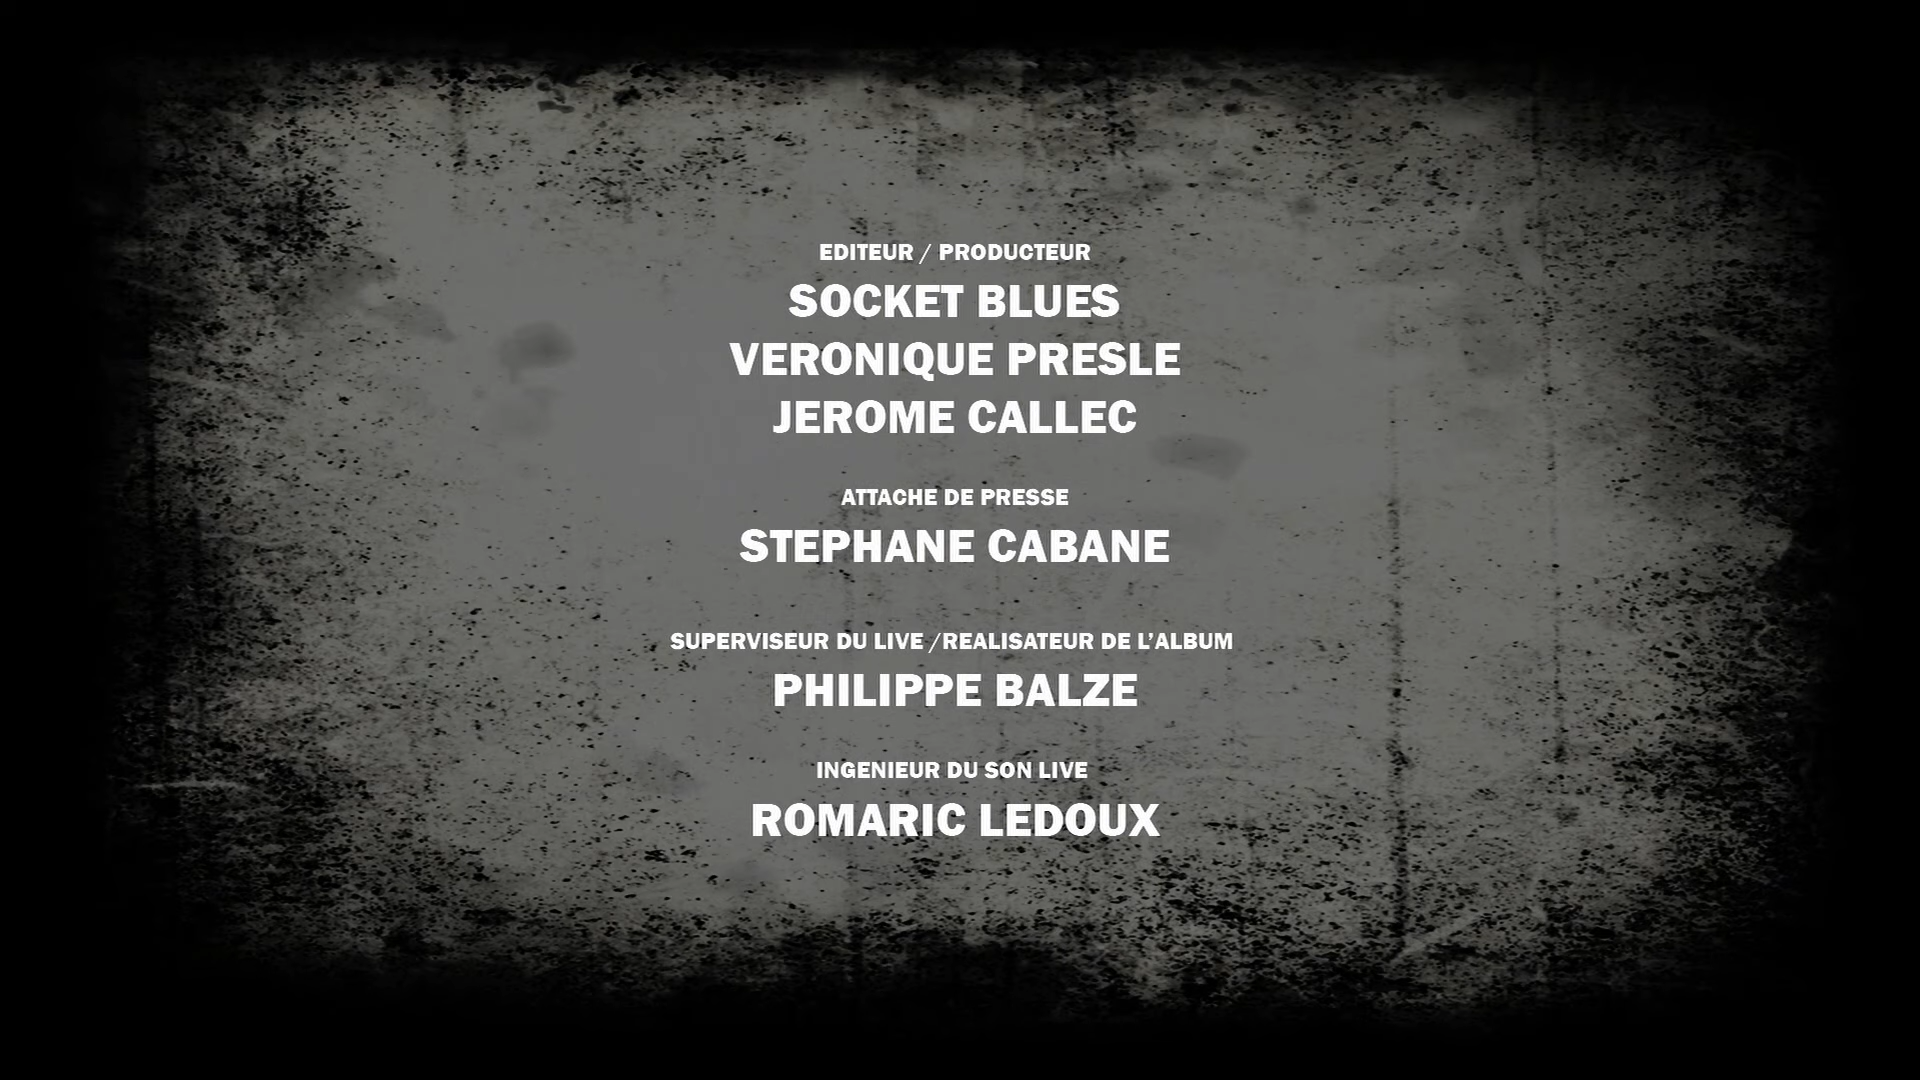 EDITEUR / PRODUCTEUR
SOCKET BLUES
VERONIQUE PRESLE
JEROME CALLEC
ATTACHE DE PRESSE
STEPHANE CABANE
SUPERVISEUR DU LIVE /REALISATEUR DE L’ALBUM
PHILIPPE BALZE
INGENIEUR DU SON LIVE
ROMARIC LEDOUX